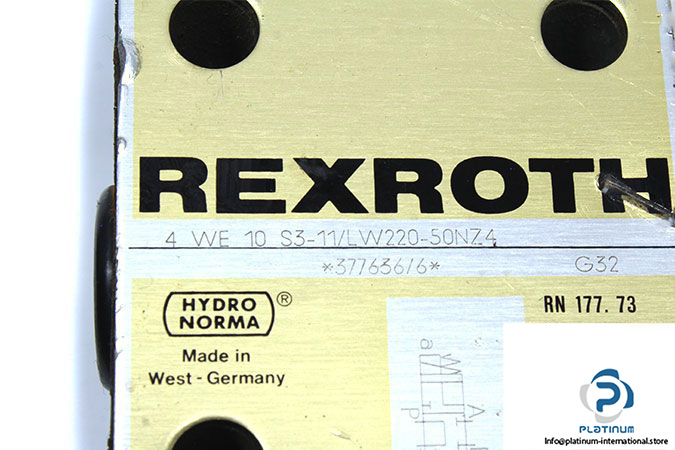 REXROTH
4 WE 10 S3-11/LW220-50NZ4
*377636/6* G32
HYDRO NORMA ®
RN 177. 73
Made in
West-Germany
a
A
P
PLATINUM
Info@platinum-international.store